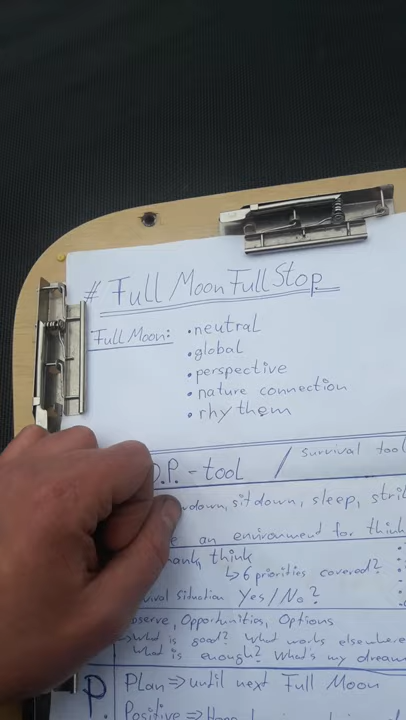 # Full Moon Full Stop
Full Moon:
• neutral
• global
• perspective
• nature connection
• rhythem
O.P. - tool / survival tool
down, sit down, sleep,
an environment for think
think
↳ 6 priorities covered?
situation Yes/No?
Opportunities, Options
What is good? What works elsewhere
What is enough? What's my dream
P. Plan => until next Full Moon
Positive =>